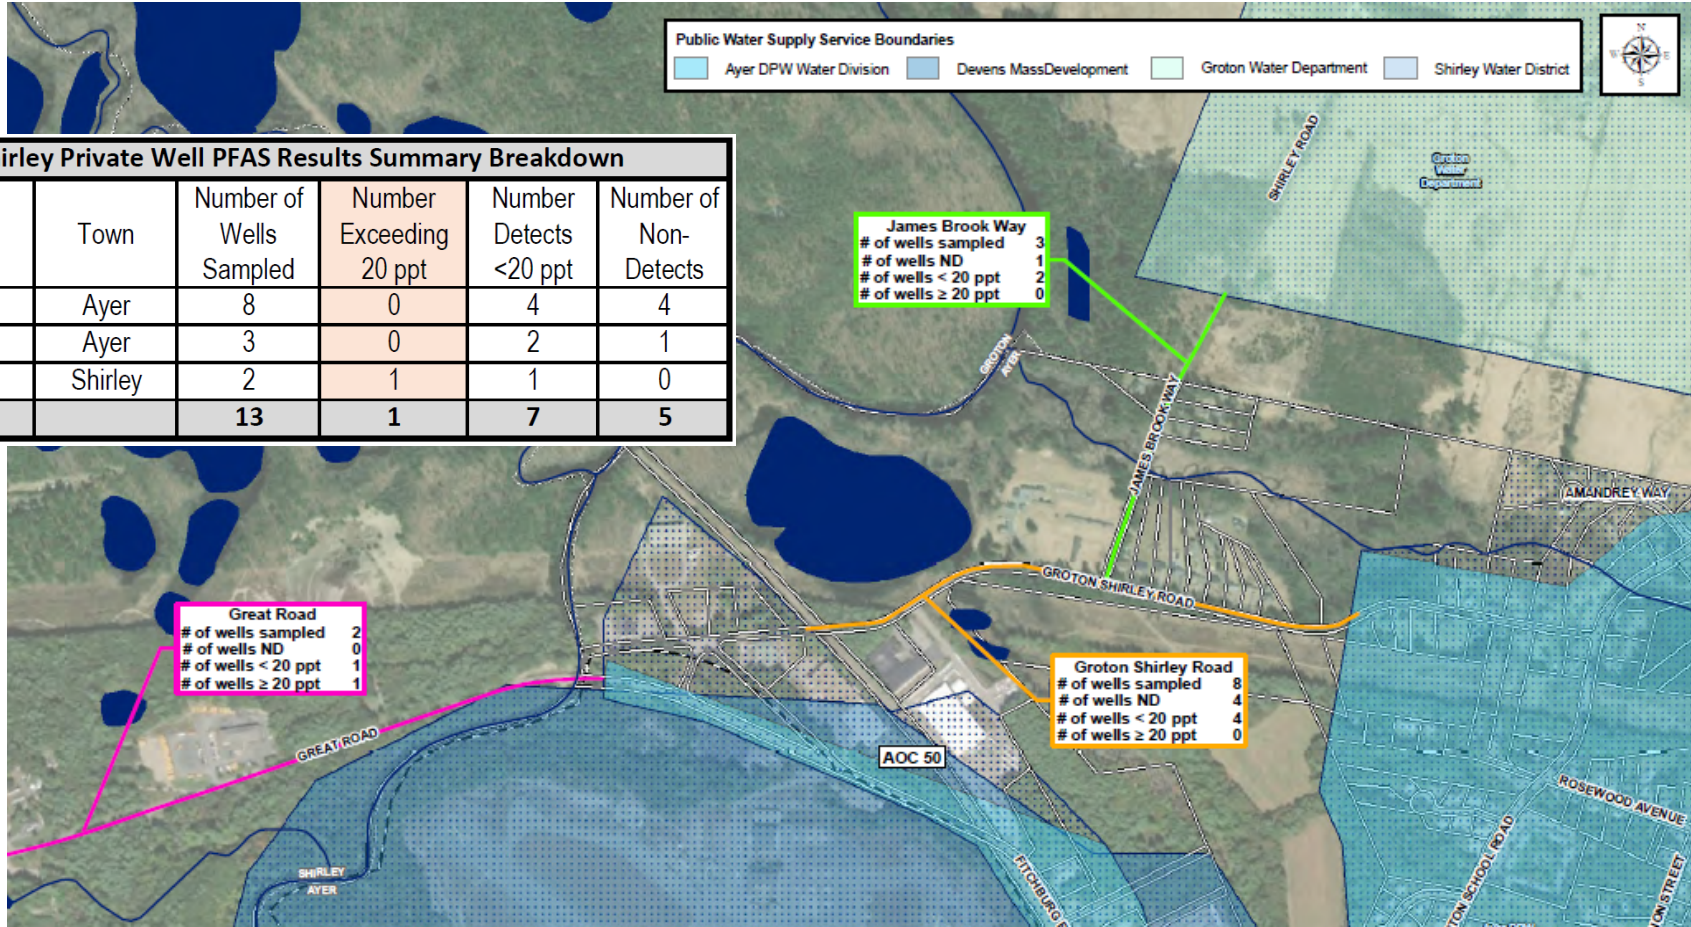 Public Water Supply Service Boundaries
Ayer DPW Water Division Devens MassDevelopment Groton Water Department Shirley Water District
N
W E
S
irley Private Well PFAS Results Summary Breakdown
Town Number of Wells Sampled Number Exceeding 20 ppt Number Detects <20 ppt Number of Non-Detects
Ayer 8 0 4 4
Ayer 3 0 2 1
Shirley 2 1 1 0
13 1 7 5
SHIRLEY ROAD
Groton
Water
Department
James Brook Way
# of wells sampled 3
# of wells ND 1
# of wells < 20 ppt 2
# of wells ≥ 20 ppt 0
GROTON
AYER
JAMES BROOK WAY
AMANDREY WAY
GROTON SHIRLEY ROAD
Great Road
# of wells sampled 2
# of wells ND 0
# of wells < 20 ppt 1
# of wells ≥ 20 ppt 1
Groton Shirley Road
# of wells sampled 8
# of wells ND 4
# of wells < 20 ppt 4
# of wells ≥ 20 ppt 0
GREAT ROAD
AOC 50
ROSEWOOD AVENUE
SHIRLEY
AYER
FITCHBURG
TON SCHOOL ROAD
ON STREET